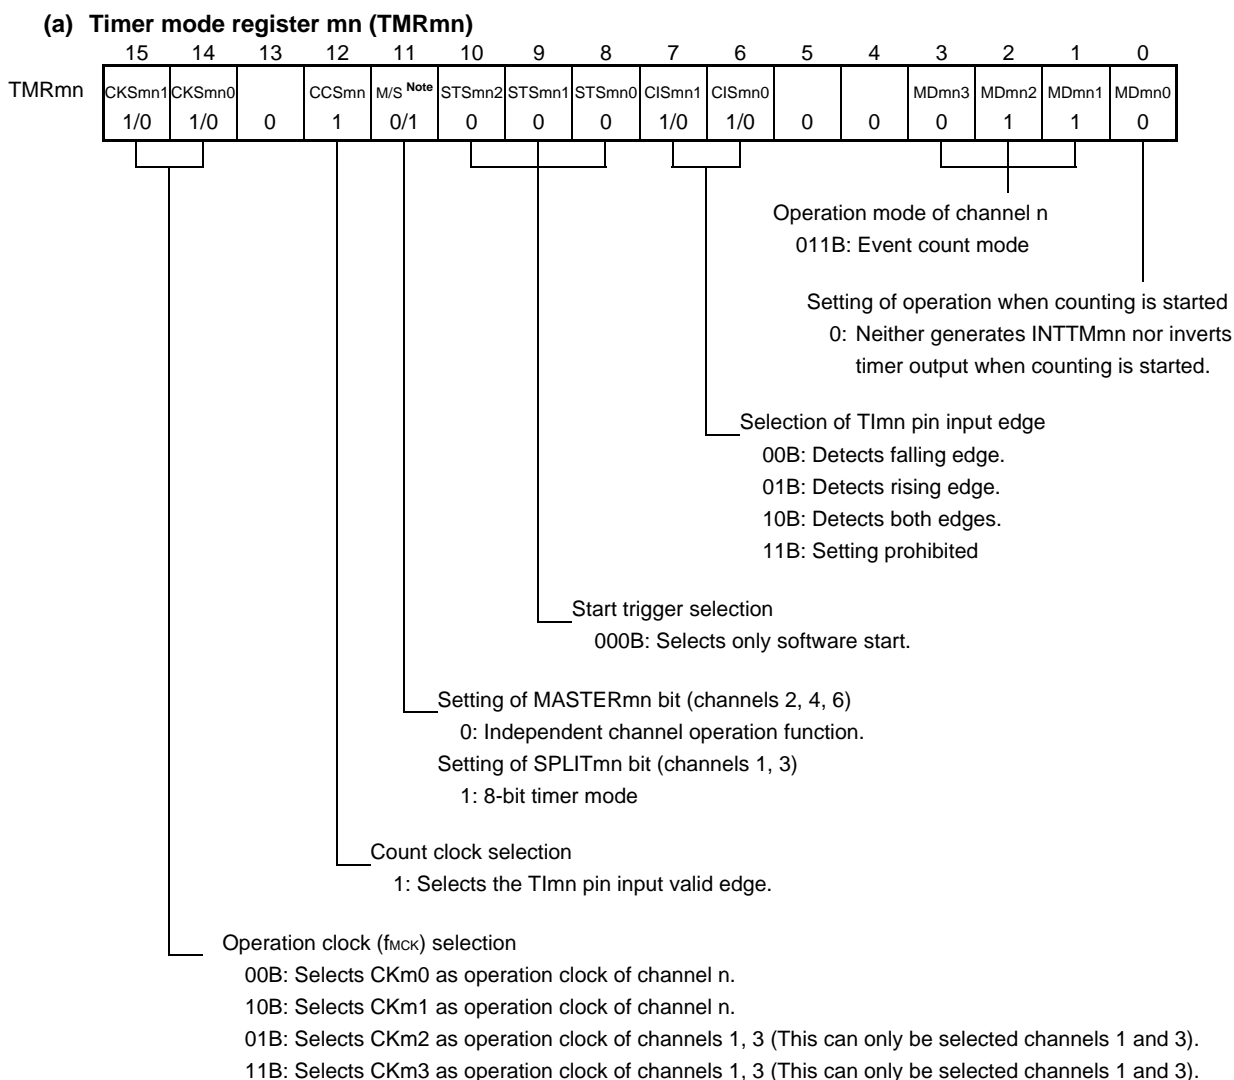 (a) Timer mode register mn (TMRmn)
15 14 13 12 11 10 9 8 7 6 5 4 3 2 1 0
TMRmn CKSmn1 CKSmn0 CCSmn M/S Note STSmn2 STSmn1 STSmn0 CISmn1 CISmn0 MDmn3 MDmn2 MDmn1 MDmn0
1/0 1/0 0 1 0/1 0 0 0 1/0 1/0 0 0 0 1 1 0
Operation mode of channel n
011B: Event count mode
Setting of operation when counting is started
0: Neither generates INTTMmn nor inverts
timer output when counting is started.
Selection of TImn pin input edge
00B: Detects falling edge.
01B: Detects rising edge.
10B: Detects both edges.
11B: Setting prohibited
Start trigger selection
000B: Selects only software start.
Setting of MASTERmn bit (channels 2, 4, 6)
0: Independent channel operation function.
Setting of SPLITmn bit (channels 1, 3)
1: 8-bit timer mode
Count clock selection
1: Selects the TImn pin input valid edge.
Operation clock (fMCK) selection
00B: Selects CKm0 as operation clock of channel n.
10B: Selects CKm1 as operation clock of channel n.
01B: Selects CKm2 as operation clock of channels 1, 3 (This can only be selected channels 1 and 3).
11B: Selects CKm3 as operation clock of channels 1, 3 (This can only be selected channels 1 and 3).